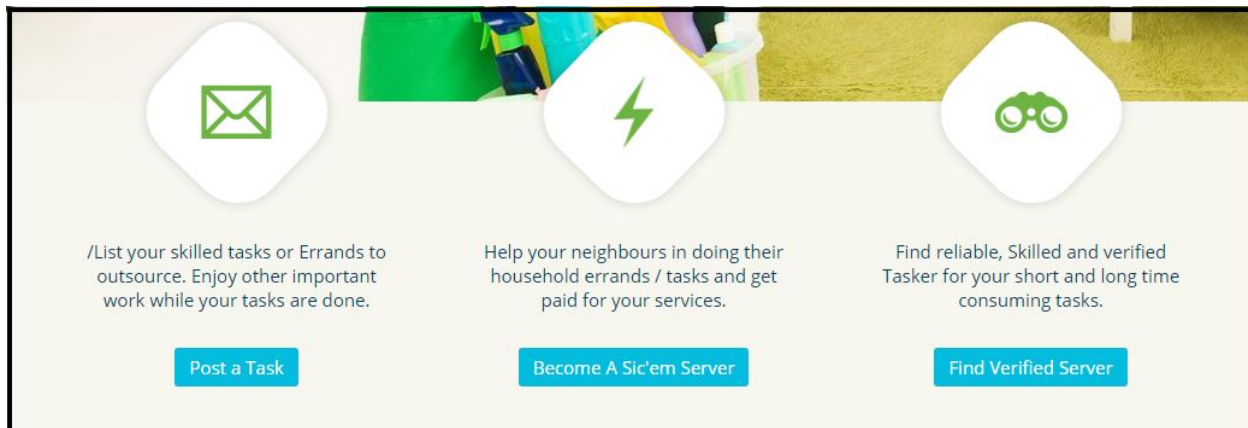 /List your skilled tasks or Errands to
outsource. Enjoy other important
work while your tasks are done.
Post a Task
Help your neighbours in doing their
household errands / tasks and get
paid for your services.
Become A Sic'em Server
Find reliable, Skilled and verified
Tasker for your short and long time
consuming tasks.
Find Verified Server